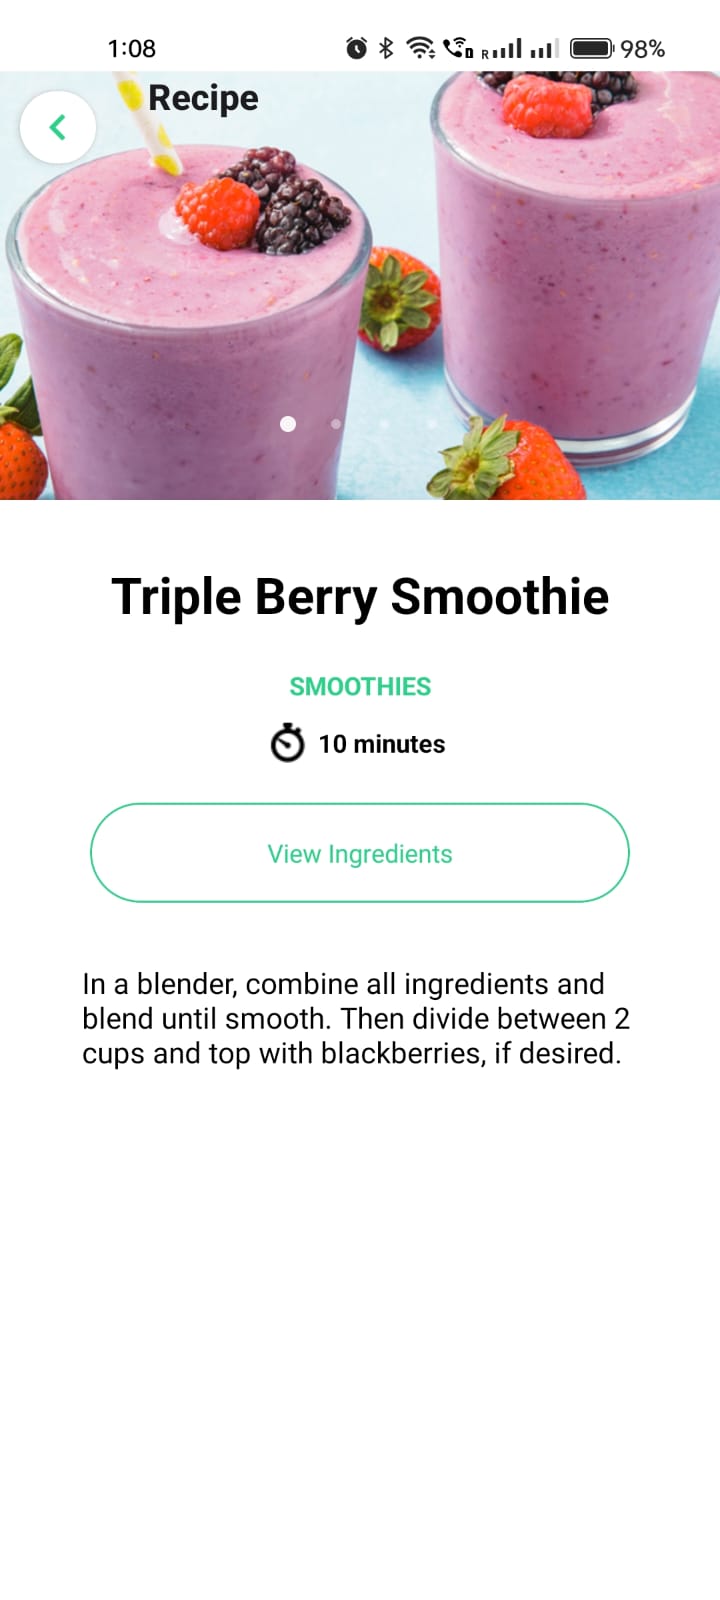 1:08
R
98%
Recipe
Triple Berry Smoothie
SMOOTHIES
10 minutes
View Ingredients
In a blender, combine all ingredients and
blend until smooth. Then divide between 2
cups and top with blackberries, if desired.